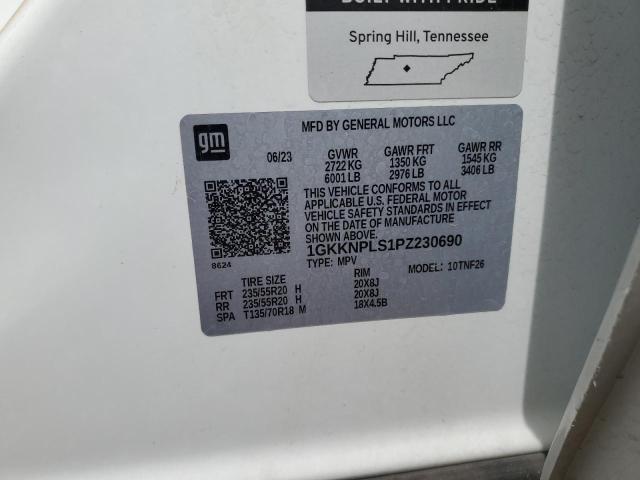 BUILT WITH PRIDE
Spring Hill, Tennessee
gm
MFD BY GENERAL MOTORS LLC
06/23 GVWR GAWR FRT GAWR RR
2722 KG 1350 KG 1545 KG
6001 LB 2976 LB 3406 LB
THIS VEHICLE CONFORMS TO ALL
APPLICABLE U.S. FEDERAL MOTOR
VEHICLE SAFETY STANDARDS IN EFFECT
ON THE DATE OF MANUFACTURE
SHOWN ABOVE.
1GKKNPLS1PZ230690
8624 TYPE: MPV MODEL: 10TNF26
TIRE SIZE RIM
FRT 235/55R20 H 20X8J
RR 235/55R20 H 20X8J
SPA T135/70R18 M 18X4.5B